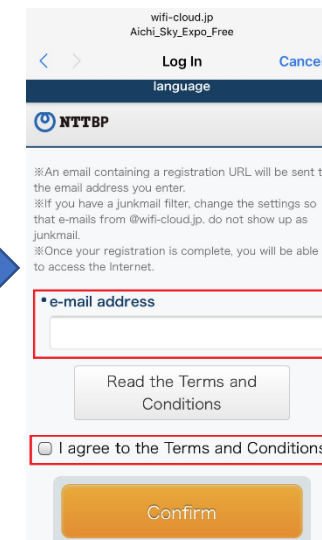 wifi-cloud.jp
Aichi_Sky_Expo_Free
Log In
Cance
language
NTTBP
※An email containing a registration URL will be sent t
the email address you enter.
※If you have a junkmail filter, change the settings so
that e-mails from @wifi-cloud.jp. do not show up as
junkmail.
※Once your registration is complete, you will be able
to access the Internet.
•e-mail address
Read the Terms and
Conditions
I agree to the Terms and Conditions
Confirm